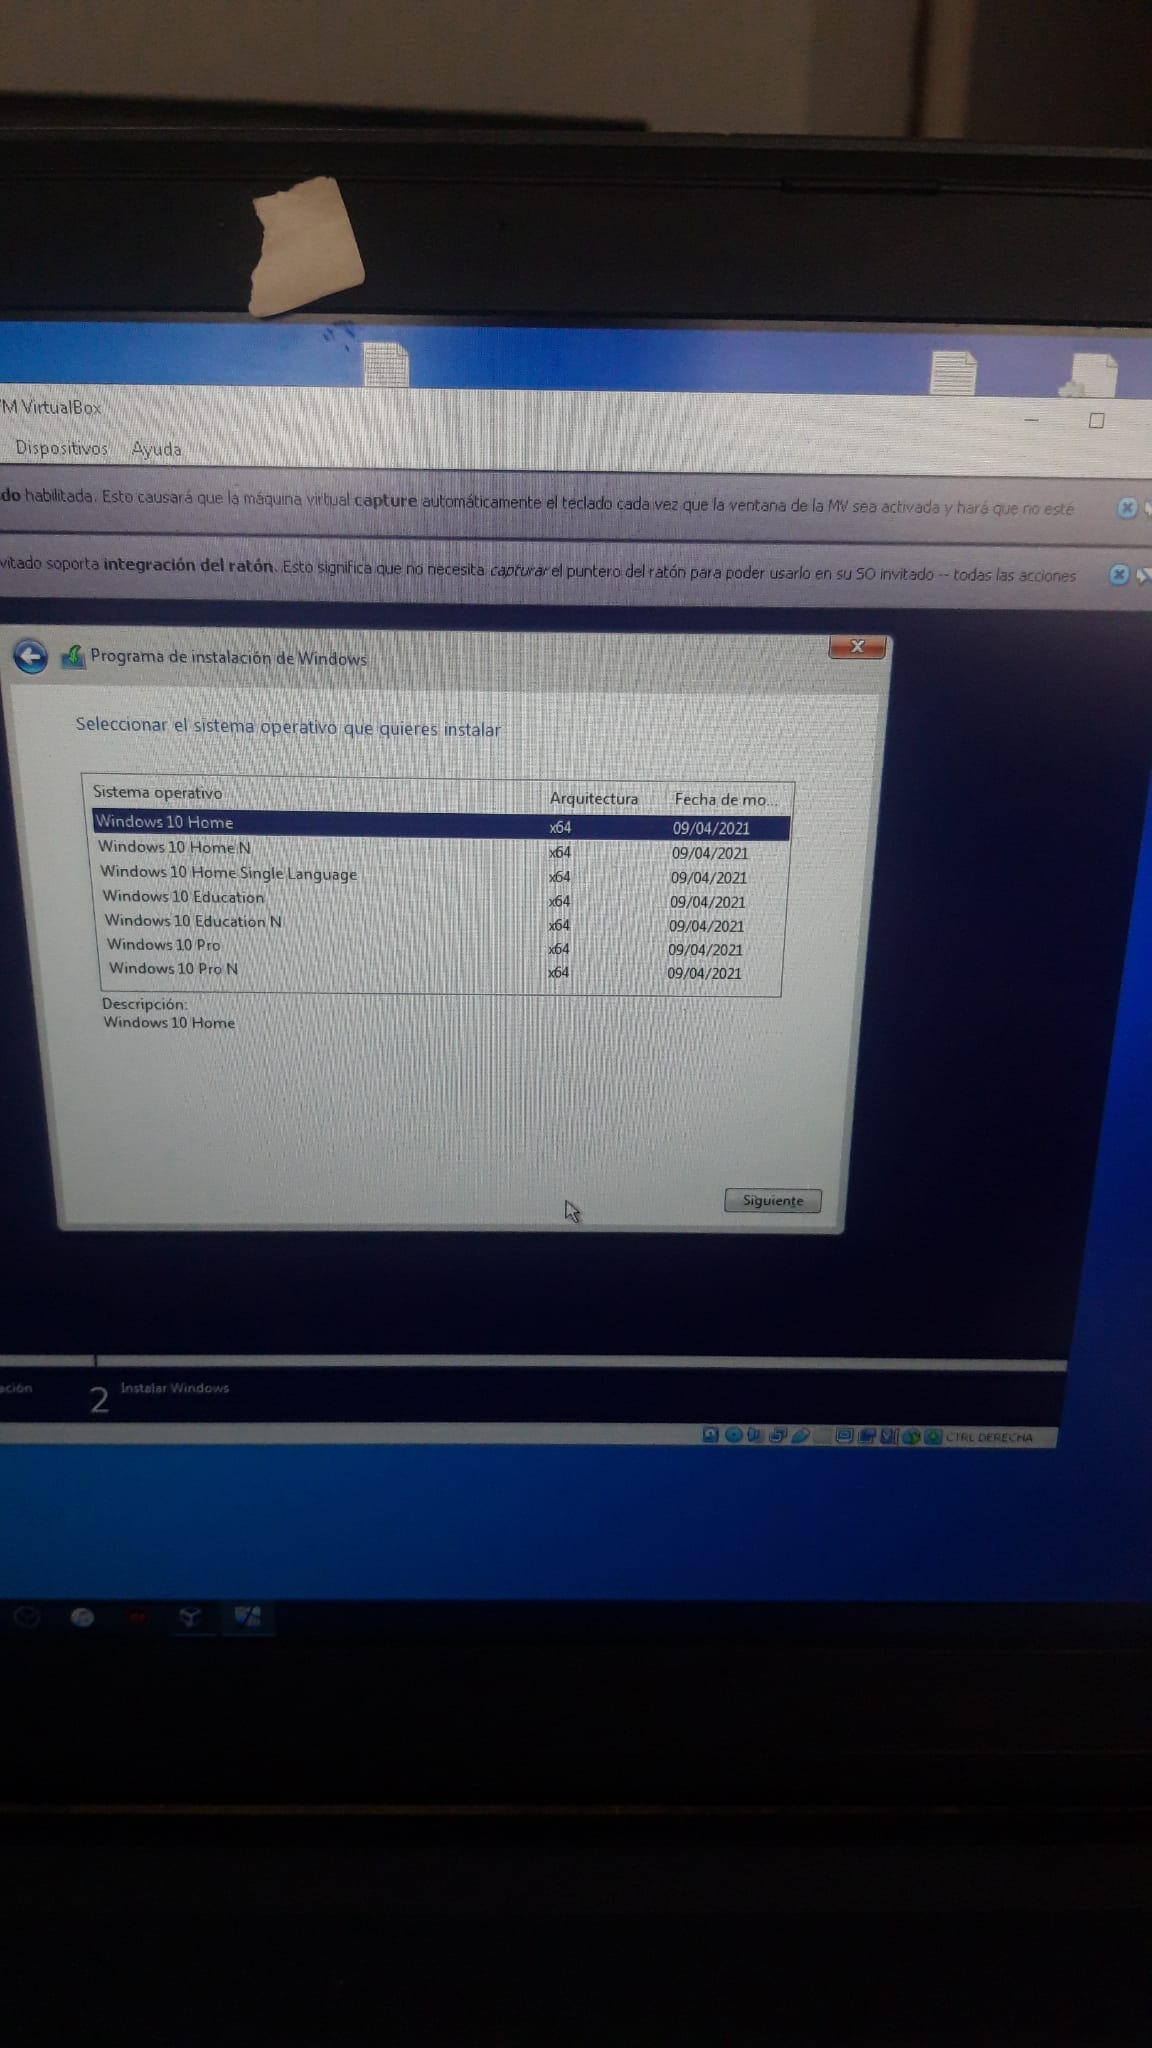 VirtualBox
Dispositivos Ayuda
do habilitada. Esto causará que la máquina virtual capture automáticamente el teclado cada vez que la ventana de la MV sea activada y hará que no esté
vitado soporta integración del ratón. Esto significa que no necesita capturar el puntero del ratón para poder usarlo en su SO invitado -- todas las acciones
Programa de instalación de Windows
Seleccionar el sistema operativo que quieres instalar
Sistema operativo Arquitectura Fecha de mo...
Windows 10 Home x64 09/04/2021
Windows 10 Home N x64 09/04/2021
Windows 10 Home Single Language x64 09/04/2021
Windows 10 Education x64 09/04/2021
Windows 10 Education N x64 09/04/2021
Windows 10 Pro x64 09/04/2021
Windows 10 Pro N x64 09/04/2021
Descripción:
Windows 10 Home
Siguiente
ación 2 Instalar Windows
CTRL DERECHA